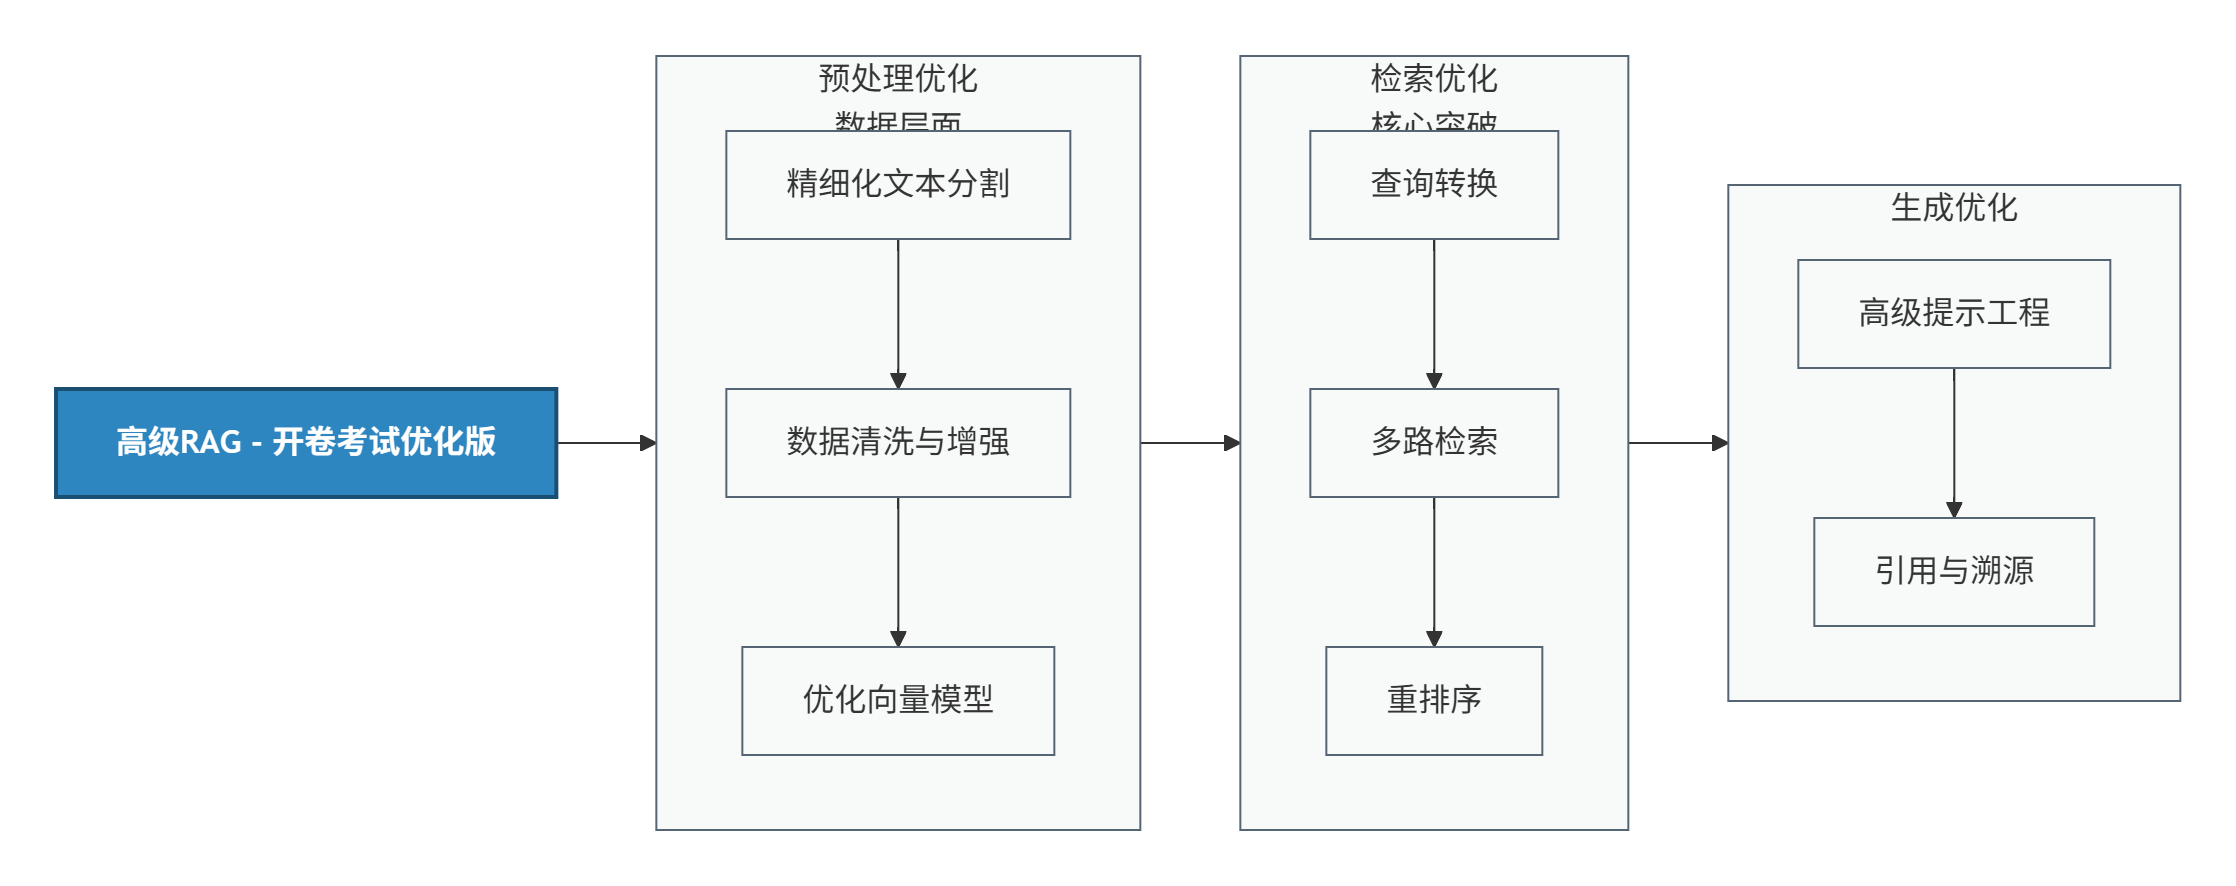 高级RAG - 开卷考试优化版
预处理优化
数据层面
精细化文本分割
数据清洗与增强
优化向量模型
检索优化
核心突破
查询转换
多路检索
重排序
生成优化
高级提示工程
引用与溯源